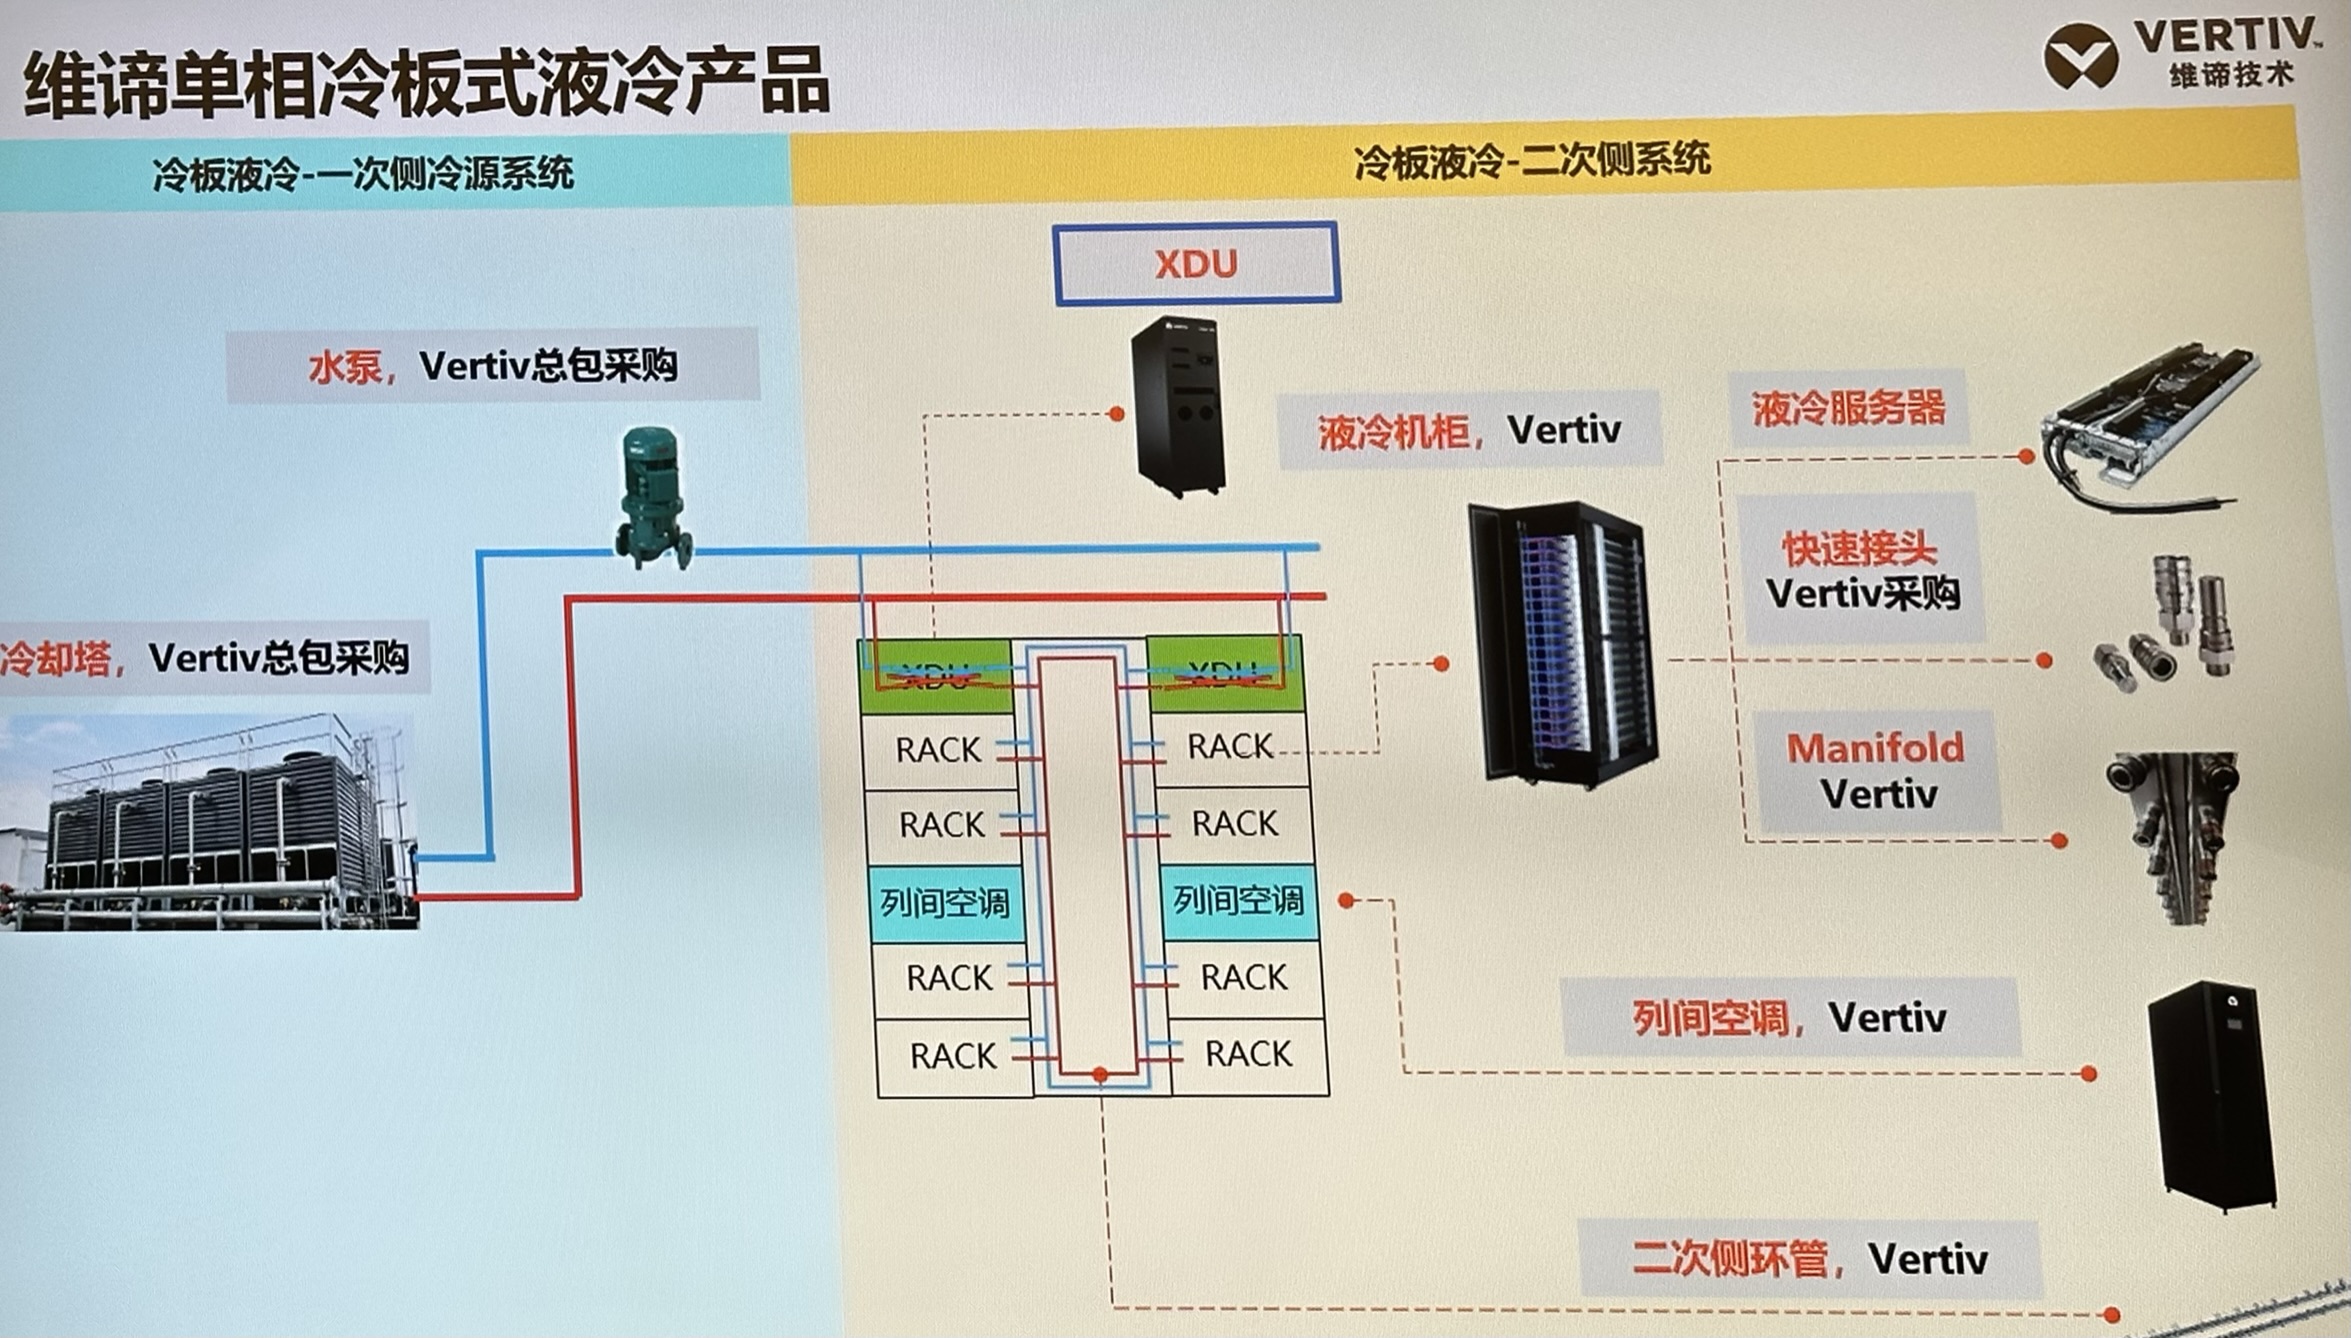 维谛单相冷板式液冷产品
VERTIV™
维谛技术
冷板液冷-一次侧冷源系统
冷板液冷-二次侧系统
XDU
水泵，Vertiv总包采购
液冷机柜，Vertiv
液冷服务器
快速接头
Vertiv采购
冷却塔，Vertiv总包采购
XDU
XDU
RACK
RACK
Manifold
Vertiv
RACK
RACK
列间空调
列间空调
RACK
RACK
列间空调，Vertiv
RACK
RACK
二次侧环管，Vertiv